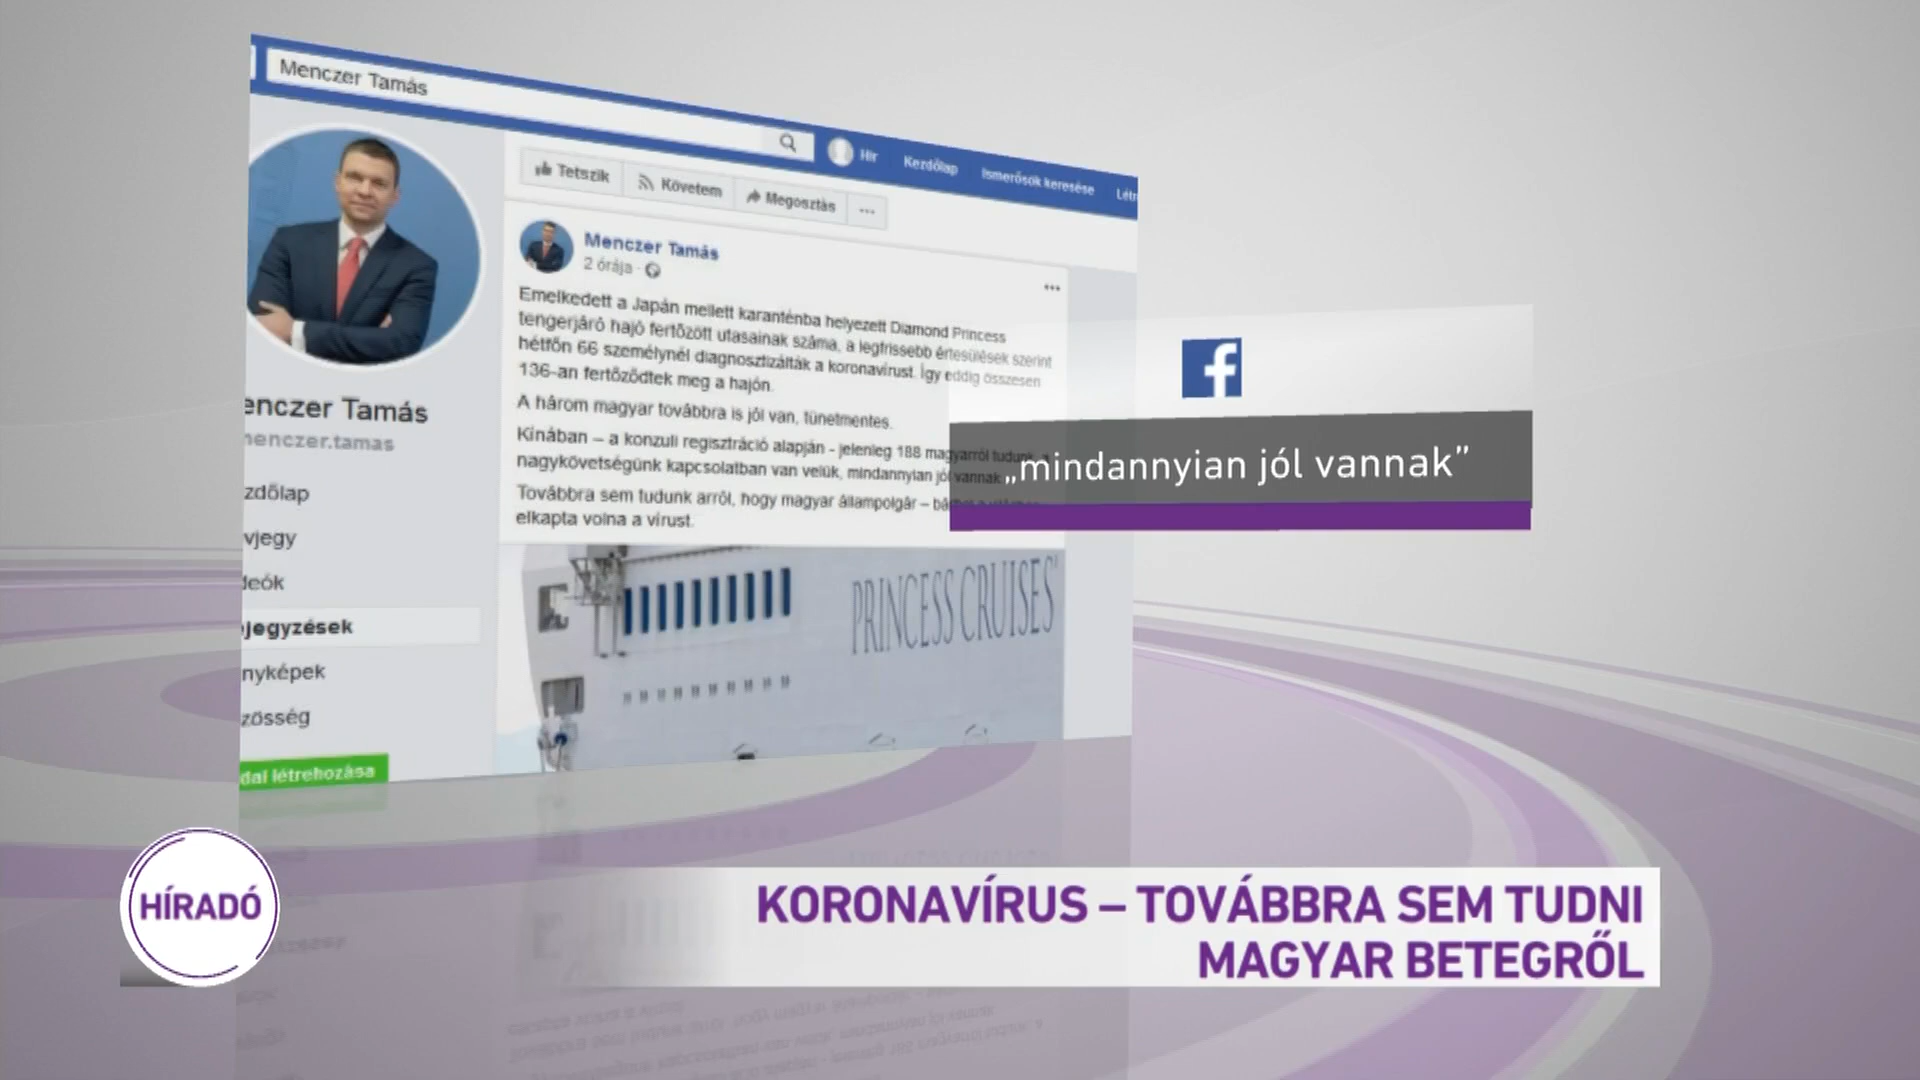 Menczer Tamás
Hír Kezdőlap Ismerősök keresése
Tetszik Követem Megosztás ...
Menczer Tamás
2 órája
Emelkedett a Japán mellett karanténba helyezett Diamond Princess
tengerjáró hajó fertőzött utasainak száma, a legfrissebb értesülések szerint
hétfőn 66 személynél diagnosztizálták a koronavírust. Így eddig összesen
136-an fertőződtek meg a hajón.
A három magyar továbbra is jól van, tünetmentes.
Kínában – a konzuli regisztráció alapján - jelenleg 188 magyarról tudunk, a
nagykövetségünk kapcsolatban van velük, mindannyian jól vannak
Továbbra sem tudunk arról, hogy magyar állampolgár –
elkapta volna a vírust.
PRINCESS CRUISES
enczer Tamás
menczer.tamas
zdőlap
vjegy
deók
ejegyzések
nyképek
zösség
dal létrehozása
f
„mindannyian jól vannak”
HÍRADÓ
KORONAVÍRUS – TOVÁBBRA SEM TUDNI
MAGYAR BETEGRŐL